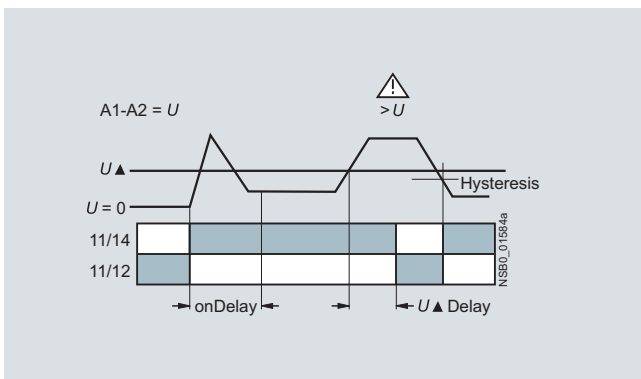 A1-A2 = U
> U
U▲
Hysteresis
U = 0
11/14
11/12
onDelay
U▲ Delay
NSB0_01584a